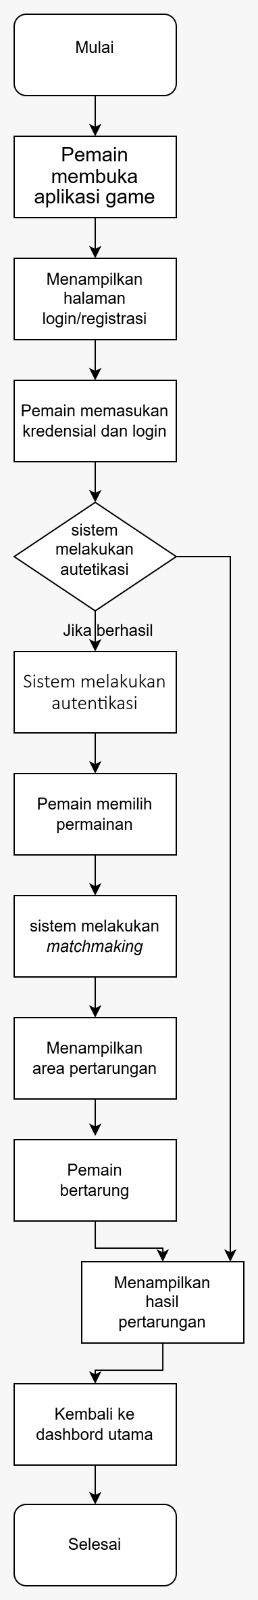 Mulai
Pemain
membuka
aplikasi game
Menampilkan
halaman
login/registrasi
Pemain memasukan
kredensial dan login
sistem
melakukan
autetikasi
Jika berhasil
Sistem melakukan
autentikasi
Pemain memilih
permainan
sistem melakukan
matchmaking
Menampilkan
area pertarungan
Pemain
bertarung
Menampilkan
hasil
pertarungan
Kembali ke
dashbord utama
Selesai